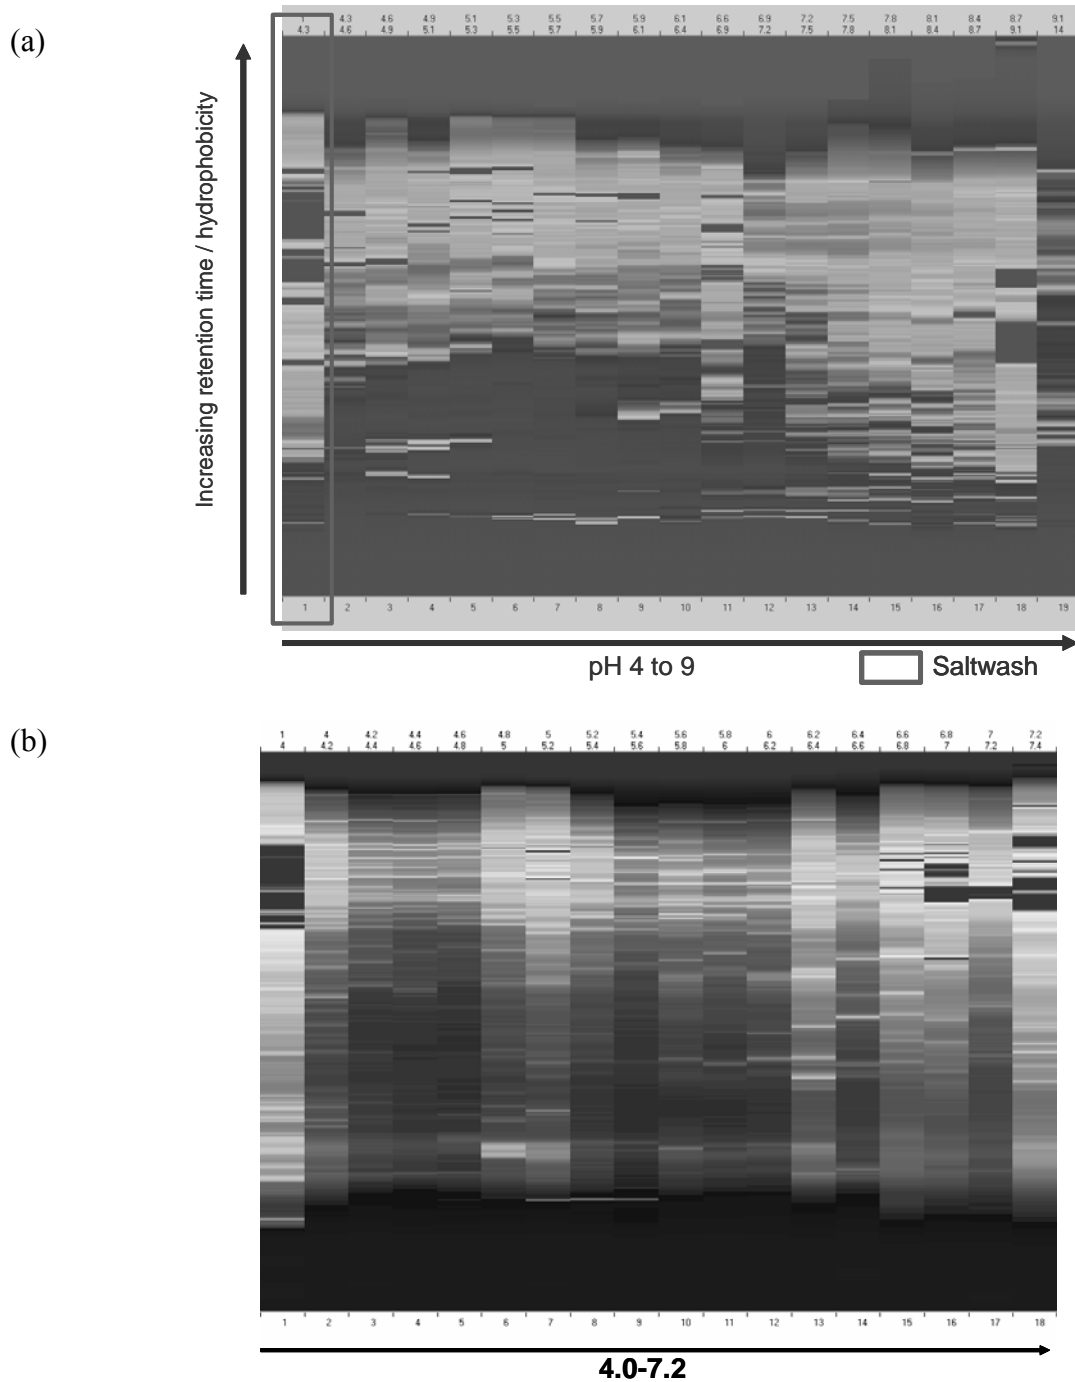 (a)
1 4.3 4.6 4.9 5.1 5.3 5.5 5.7 5.9 6.1 6.6 6.9 7.2 7.5 7.8 8.1 8.4 8.7 9.1
4.3 4.6 4.9 5.1 5.3 5.5 5.7 5.9 6.1 6.4 6.9 7.2 7.5 7.8 8.1 8.4 8.7 9.1 14
Increasing retention time / hydrophobicity
1 2 3 4 5 6 7 8 9 10 11 12 13 14 15 16 17 18 19
pH 4 to 9
Saltwash
(b)
1 4 4.2 4.4 4.6 4.8 5 5.2 5.4 5.6 5.8 6 6.2 6.4 6.6 6.8 7 7.2
4 4.2 4.4 4.6 4.8 5 5.2 5.4 5.6 5.8 6 6.2 6.4 6.6 6.8 7 7.2 7.4
1 2 3 4 5 6 7 8 9 10 11 12 13 14 15 16 17 18
4.0-7.2